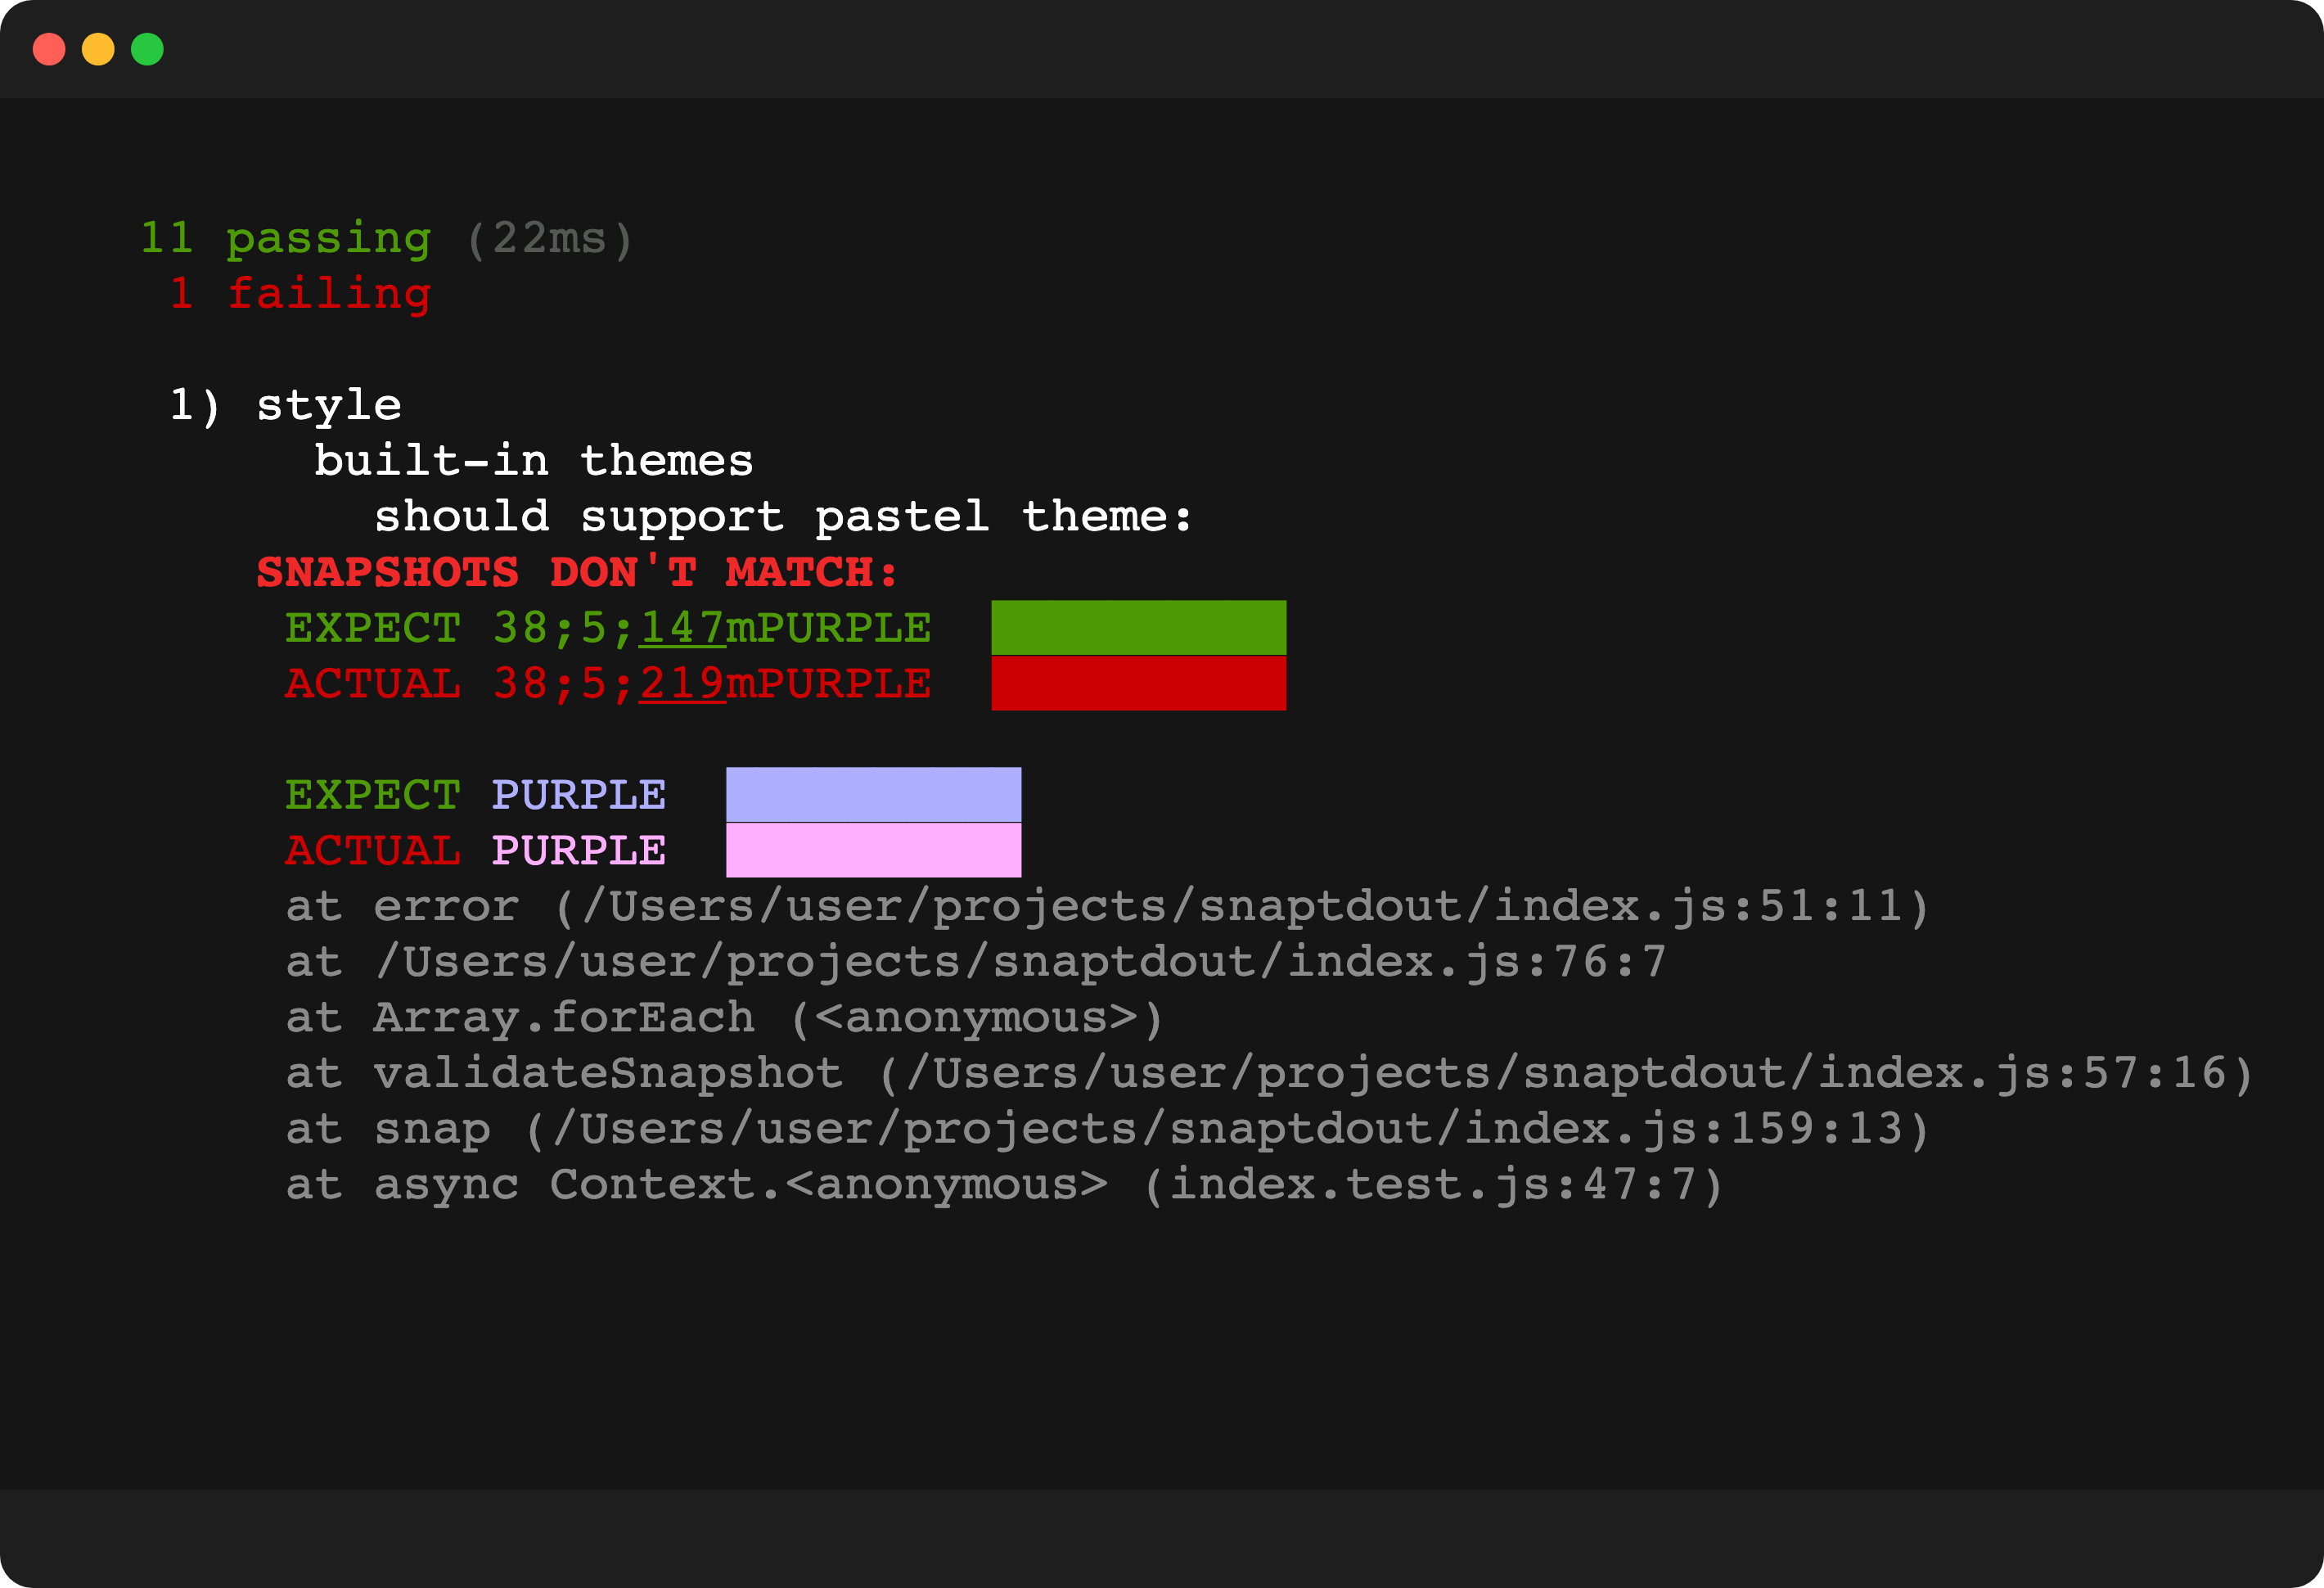 11 passing (22ms)
1 failing
1) style
built-in themes
should support pastel theme:
SNAPSHOTS DON'T MATCH:
EXPECT 38;5;147mPURPLE
ACTUAL 38;5;219mPURPLE
EXPECT PURPLE
ACTUAL PURPLE
at error (/Users/user/projects/snaptdout/index.js:51:11)
at /Users/user/projects/snaptdout/index.js:76:7
at Array.forEach (<anonymous>)
at validateSnapshot (/Users/user/projects/snaptdout/index.js:57:16)
at snap (/Users/user/projects/snaptdout/index.js:159:13)
at async Context.<anonymous> (index.test.js:47:7)